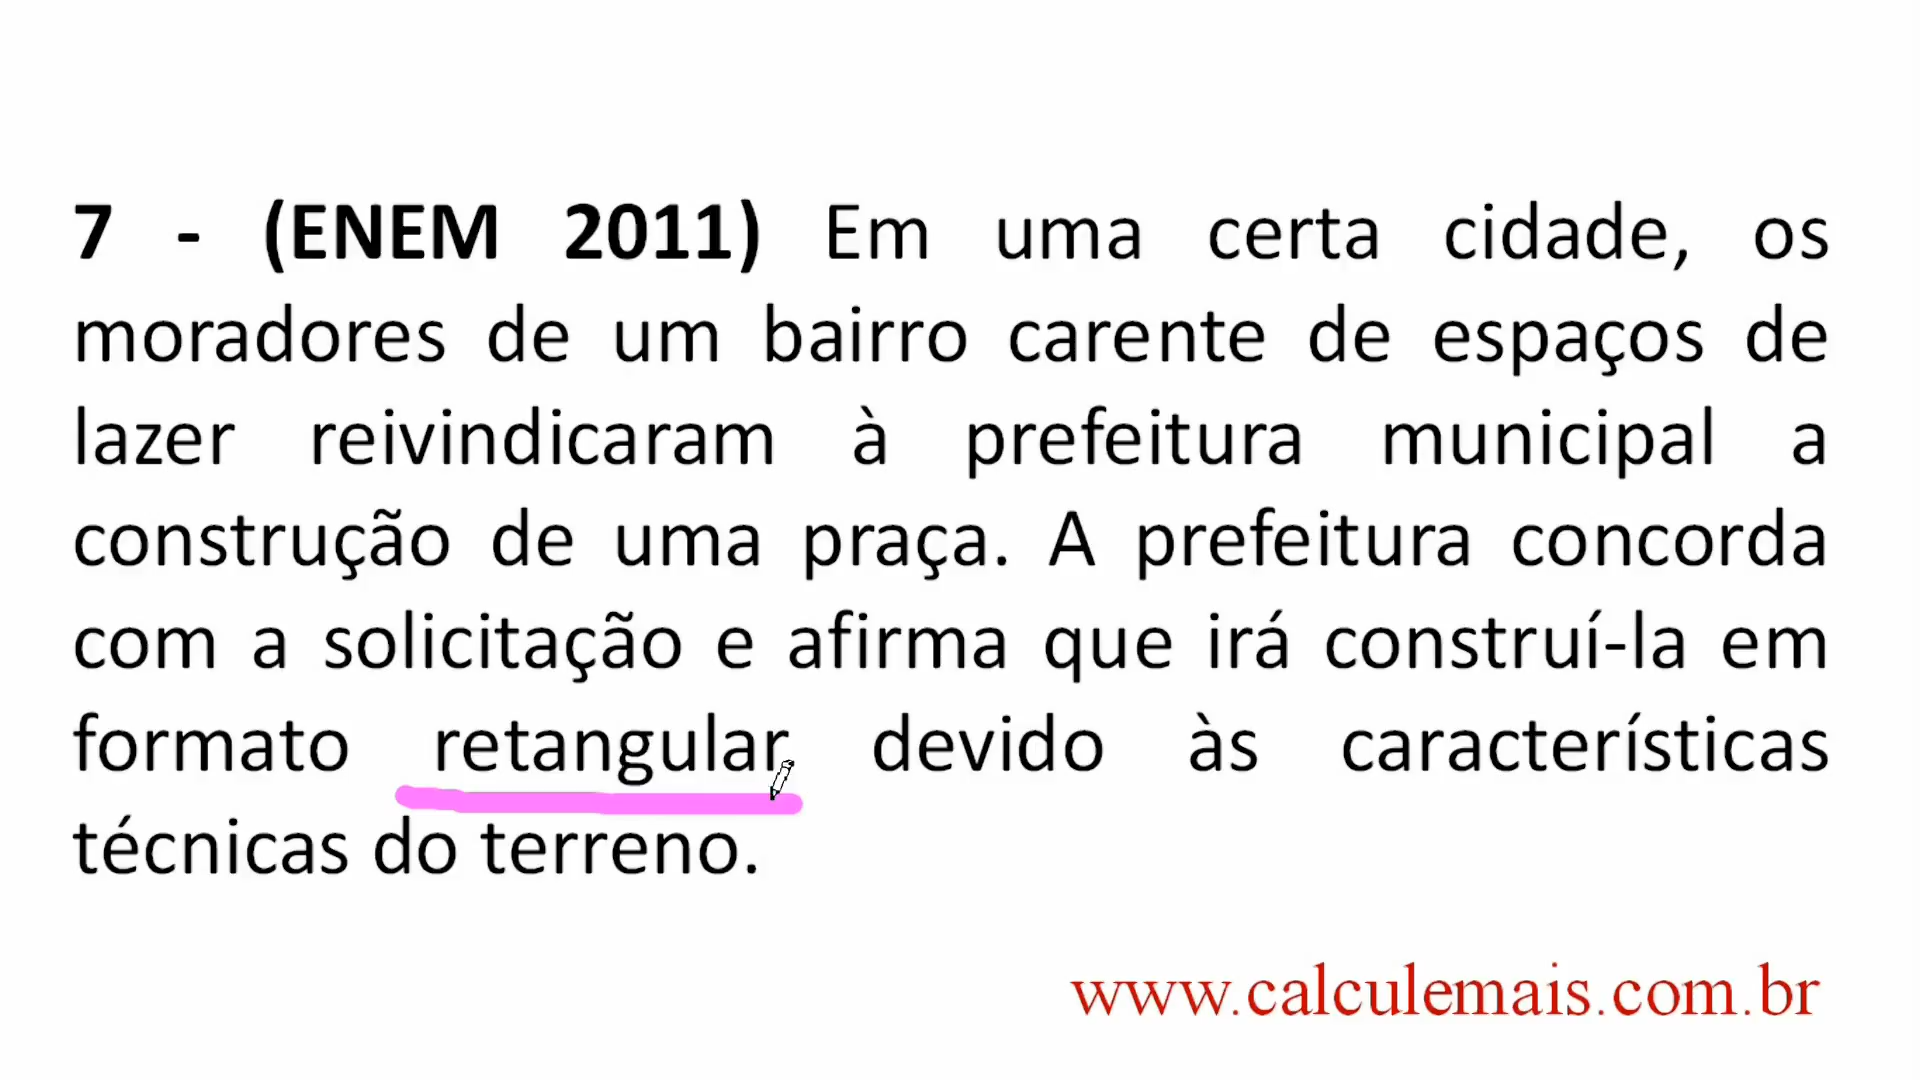 7 - (ENEM 2011) Em uma certa cidade, os
moradores de um bairro carente de espaços de
lazer reivindicaram à prefeitura municipal a
construção de uma praça. A prefeitura concorda
com a solicitação e afirma que irá construí-la em
formato retangular devido às características
técnicas do terreno.
www.calculemais.com.br